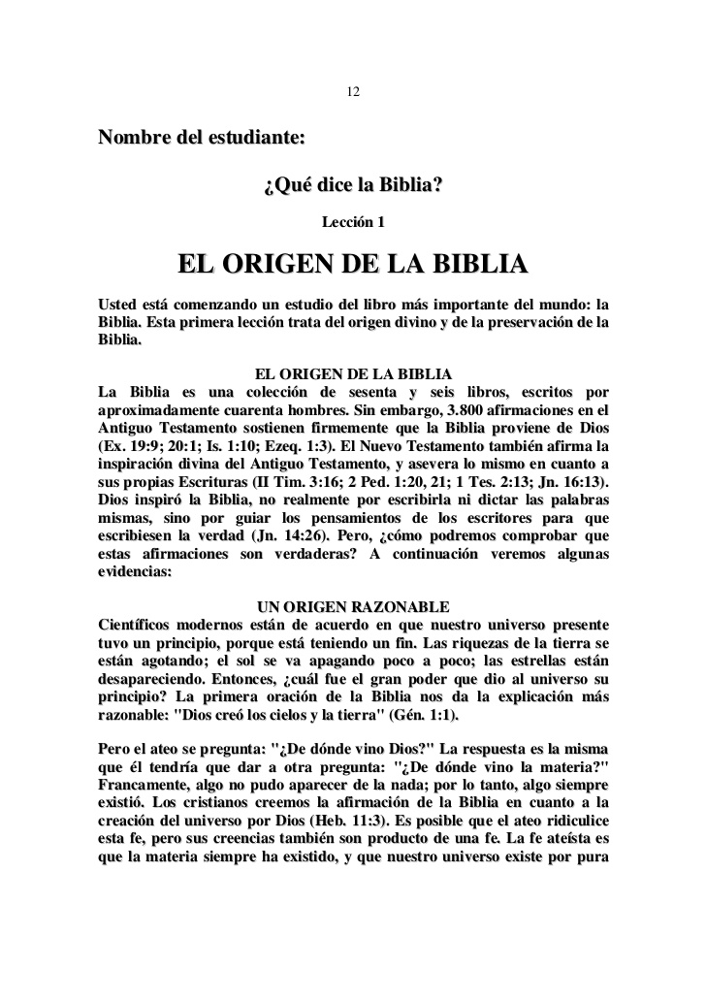 12
Nombre del estudiante:
¿Qué dice la Biblia?
Lección 1
EL ORIGEN DE LA BIBLIA
Usted está comenzando un estudio del libro más importante del mundo: la
Biblia. Esta primera lección trata del origen divino y de la preservación de la
Biblia.
EL ORIGEN DE LA BIBLIA
La Biblia es una colección de sesenta y seis libros, escritos por
aproximadamente cuarenta hombres. Sin embargo, 3.800 afirmaciones en el
Antiguo Testamento sostienen firmemente que la Biblia proviene de Dios
(Ex. 19:9; 20:1; Is. 1:10; Ezeq. 1:3). El Nuevo Testamento también afirma la
inspiración divina del Antiguo Testamento, y asevera lo mismo en cuanto a
sus propias Escrituras (II Tim. 3:16; 2 Ped. 1:20, 21; 1 Tes. 2:13; Jn. 16:13).
Dios inspiró la Biblia, no realmente por escribirla ni dictar las palabras
mismas, sino por guiar los pensamientos de los escritores para que
escribiesen la verdad (Jn. 14:26). Pero, ¿cómo podremos comprobar que
estas afirmaciones son verdaderas? A continuación veremos algunas
evidencias:
UN ORIGEN RAZONABLE
Científicos modernos están de acuerdo en que nuestro universo presente
tuvo un principio, porque está teniendo un fin. Las riquezas de la tierra se
están agotando; el sol se va apagando poco a poco; las estrellas están
desapareciendo. Entonces, ¿cuál fue el gran poder que dio al universo su
principio? La primera oración de la Biblia nos da la explicación más
razonable: "Dios creó los cielos y la tierra" (Gén. 1:1).
Pero el ateo se pregunta: "¿De dónde vino Dios?" La respuesta es la misma
que él tendría que dar a otra pregunta: "¿De dónde vino la materia?"
Francamente, algo no pudo aparecer de la nada; por lo tanto, algo siempre
existió. Los cristianos creemos la afirmación de la Biblia en cuanto a la
creación del universo por Dios (Heb. 11:3). Es posible que el ateo ridiculice
esta fe, pero sus creencias también son producto de una fe. La fe ateísta es
que la materia siempre ha existido, y que nuestro universo existe por pura